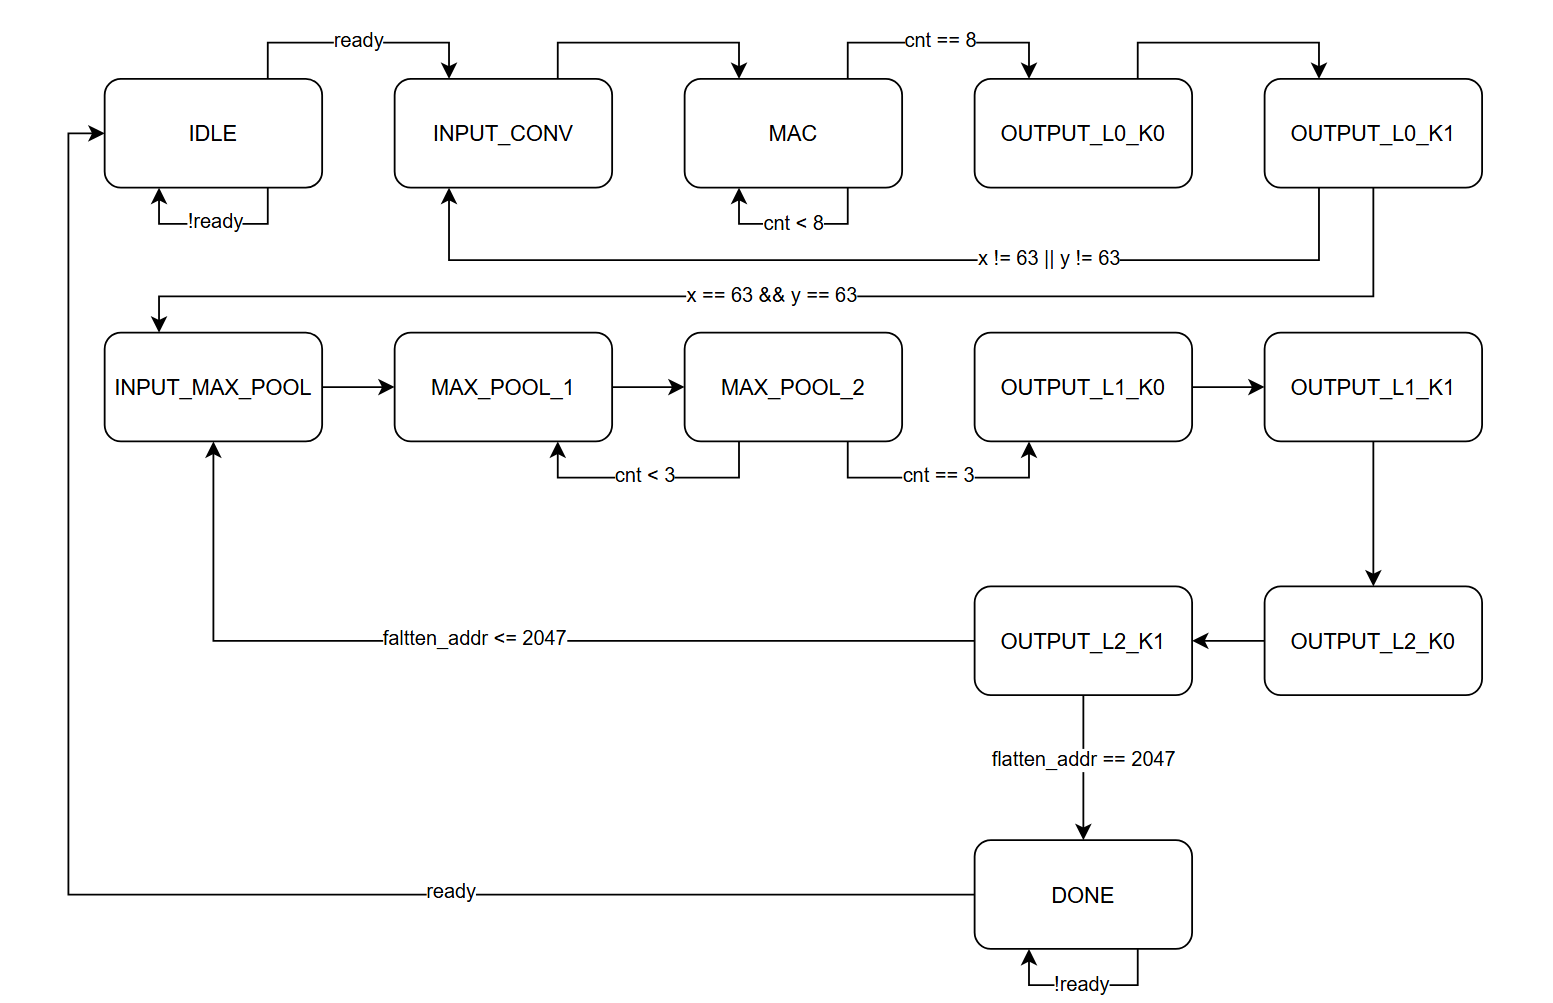 ready
cnt == 8
IDLE
INPUT_CONV
MAC
OUTPUT_L0_K0
OUTPUT_L0_K1
!ready
cnt < 8
x != 63 || y != 63
x == 63 && y == 63
INPUT_MAX_POOL
MAX_POOL_1
MAX_POOL_2
OUTPUT_L1_K0
OUTPUT_L1_K1
cnt < 3
cnt == 3
faltten_addr <= 2047
OUTPUT_L2_K1
OUTPUT_L2_K0
flatten_addr == 2047
ready
DONE
!ready